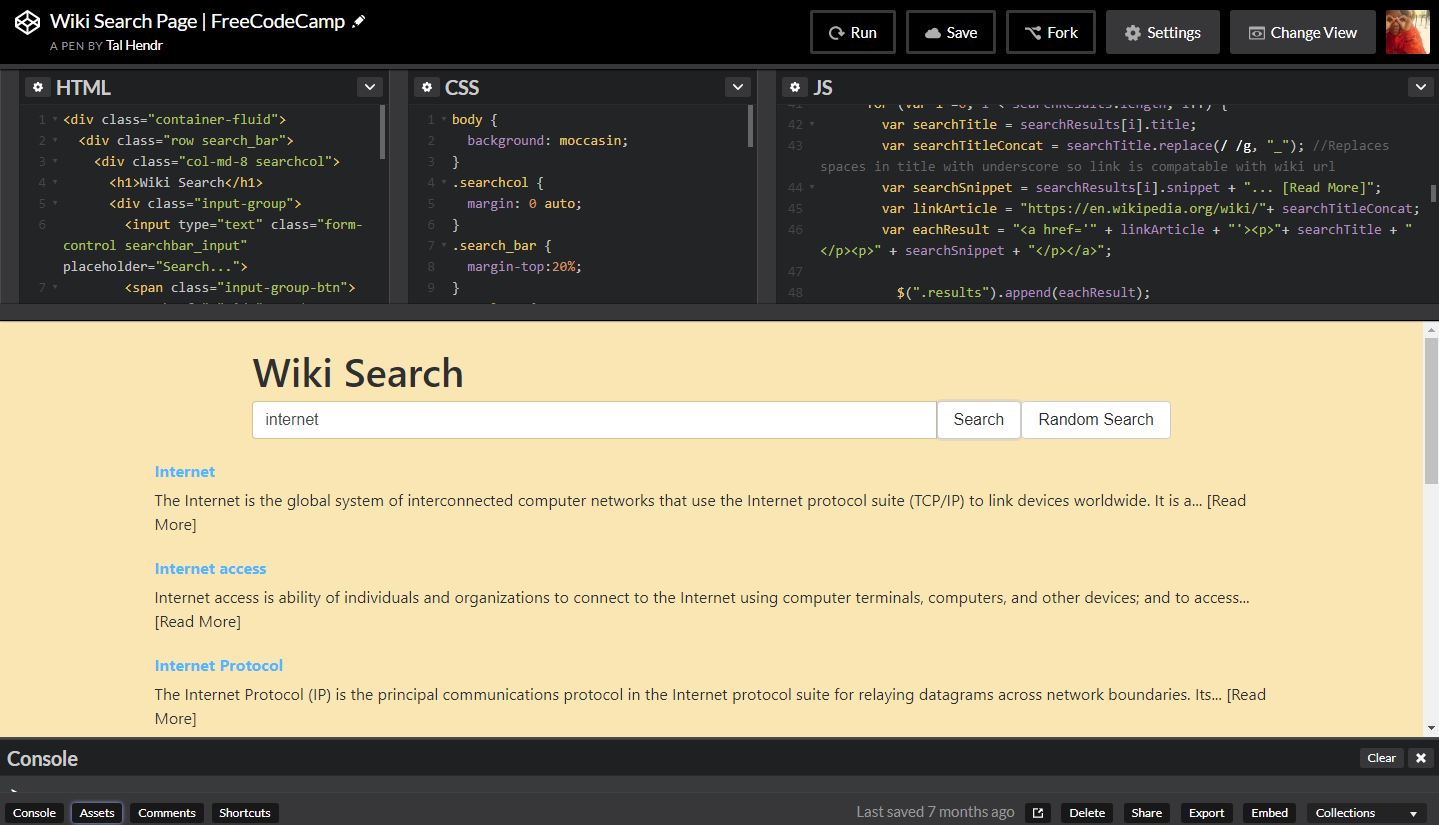 Wiki Search Page | FreeCodeCamp
A PEN BY Tal Hendr
Run
Save
Fork
Settings
Change View
HTML
1 <div class="container-fluid">
2 <div class="row search_bar">
3 <div class="col-md-8 searchcol">
4 <h1>Wiki Search</h1>
5 <div class="input-group">
6 <input type="text" class="form-
control searchbar_input"
placeholder="Search...">
7 <span class="input-group-btn">
CSS
1 body {
2 background: moccasin;
3 }
4 .searchcol {
5 margin: 0 auto;
6 }
7 .search_bar {
8 margin-top:20%;
9 }
JS
42 var searchTitle = searchResults[i].title;
43 var searchTitleConcat = searchTitle.replace(/ /g, "_"); //Replaces
spaces in title with underscore so link is compatable with wiki url
44 var searchSnippet = searchResults[i].snippet + "... [Read More]";
45 var linkArticle = "https://en.wikipedia.org/wiki/"+ searchTitleConcat;
46 var eachResult = "<a href='" + linkArticle + "'><p>"+ searchTitle + "
</p><p>" + searchSnippet + "</p></a>";
47
48 $(".results").append(eachResult);
Wiki Search
internet
Search
Random Search
Internet
The Internet is the global system of interconnected computer networks that use the Internet protocol suite (TCP/IP) to link devices worldwide. It is a... [Read
More]
Internet access
Internet access is ability of individuals and organizations to connect to the Internet using computer terminals, computers, and other devices; and to access...
[Read More]
Internet Protocol
The Internet Protocol (IP) is the principal communications protocol in the Internet protocol suite for relaying datagrams across network boundaries. Its... [Read
More]
Console
Clear
Console
Assets
Comments
Shortcuts
Last saved 7 months ago
Delete
Share
Export
Embed
Collections